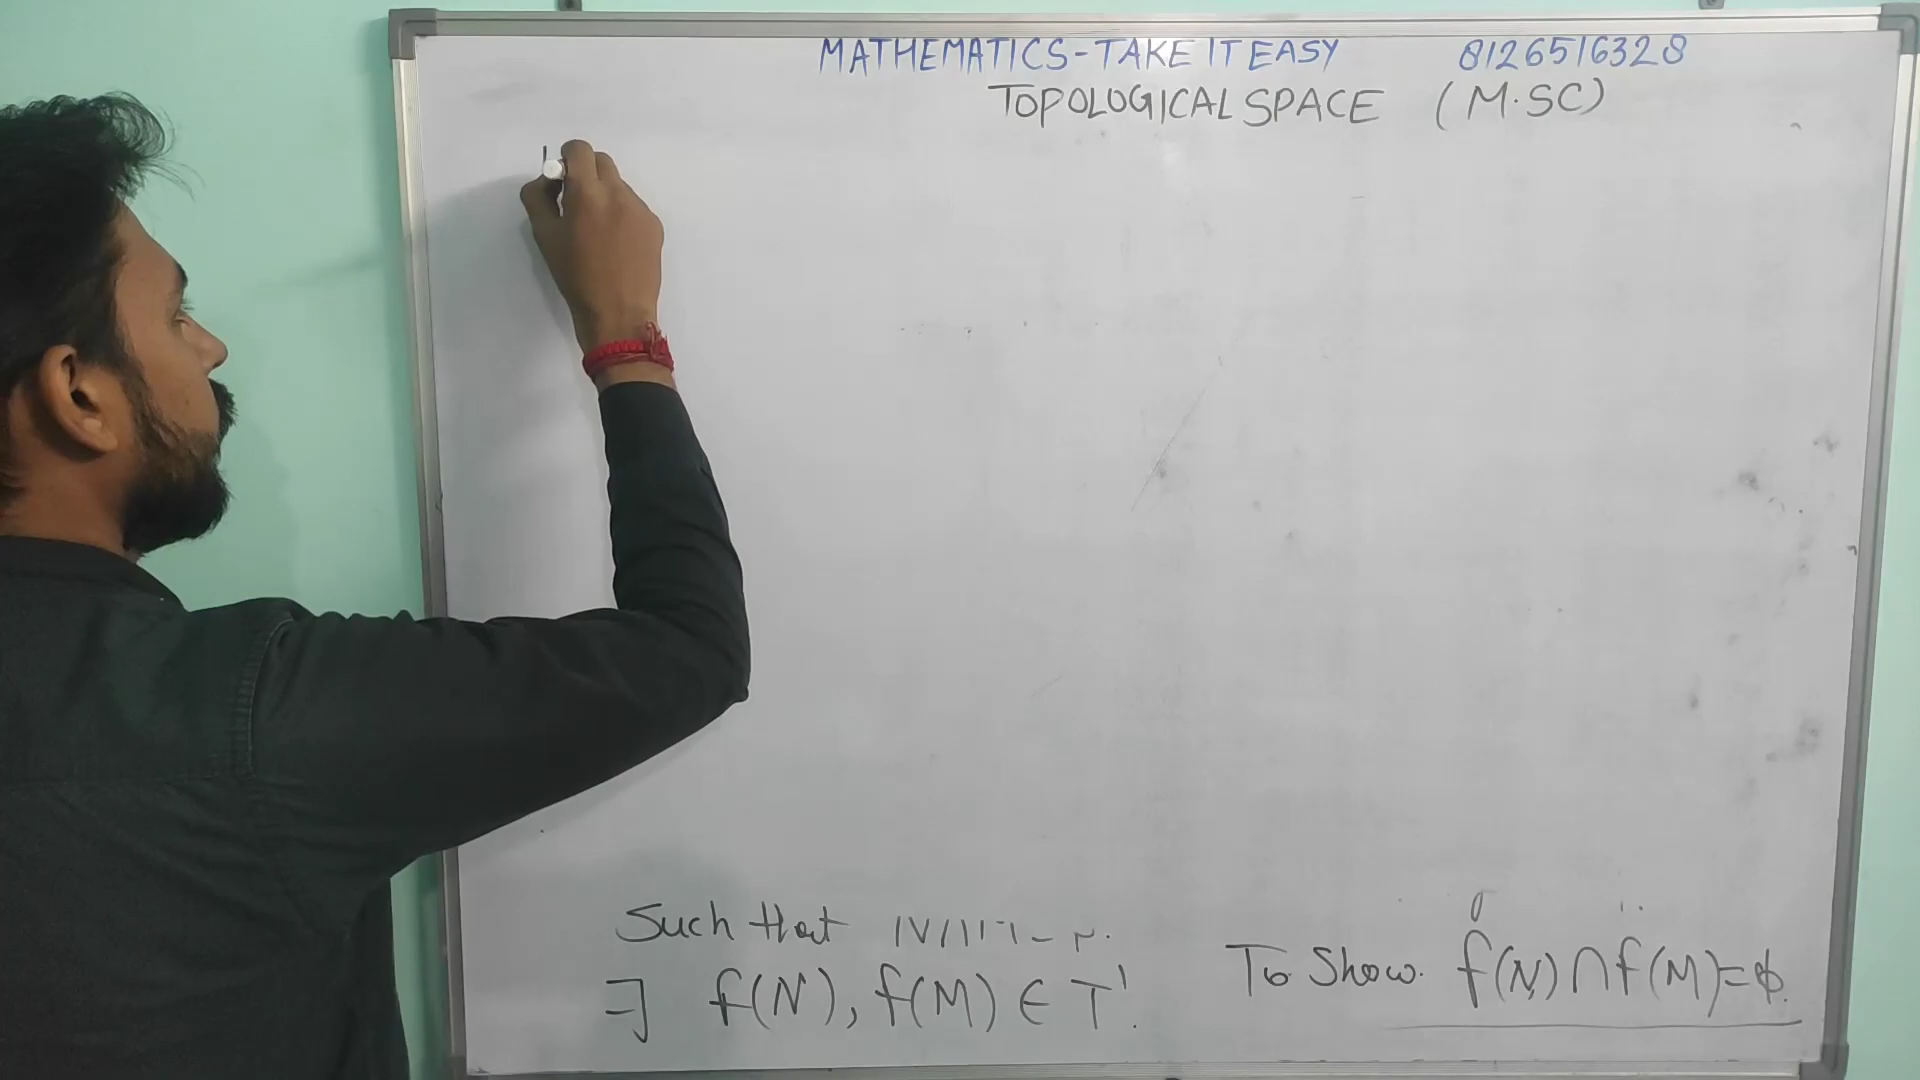 MATHEMATICS-TAKE IT EASY 8126516328
TOPOLOGICAL SPACE (M.SC)
Such that
∃ f(N), f(M) ∈ T'.
To Show. f(N)∩f(M)=ϕ.